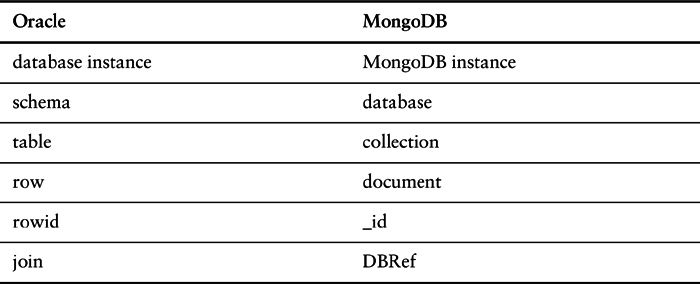 Oracle MongoDB
database instance MongoDB instance
schema database
table collection
row document
rowid _id
join DBRef